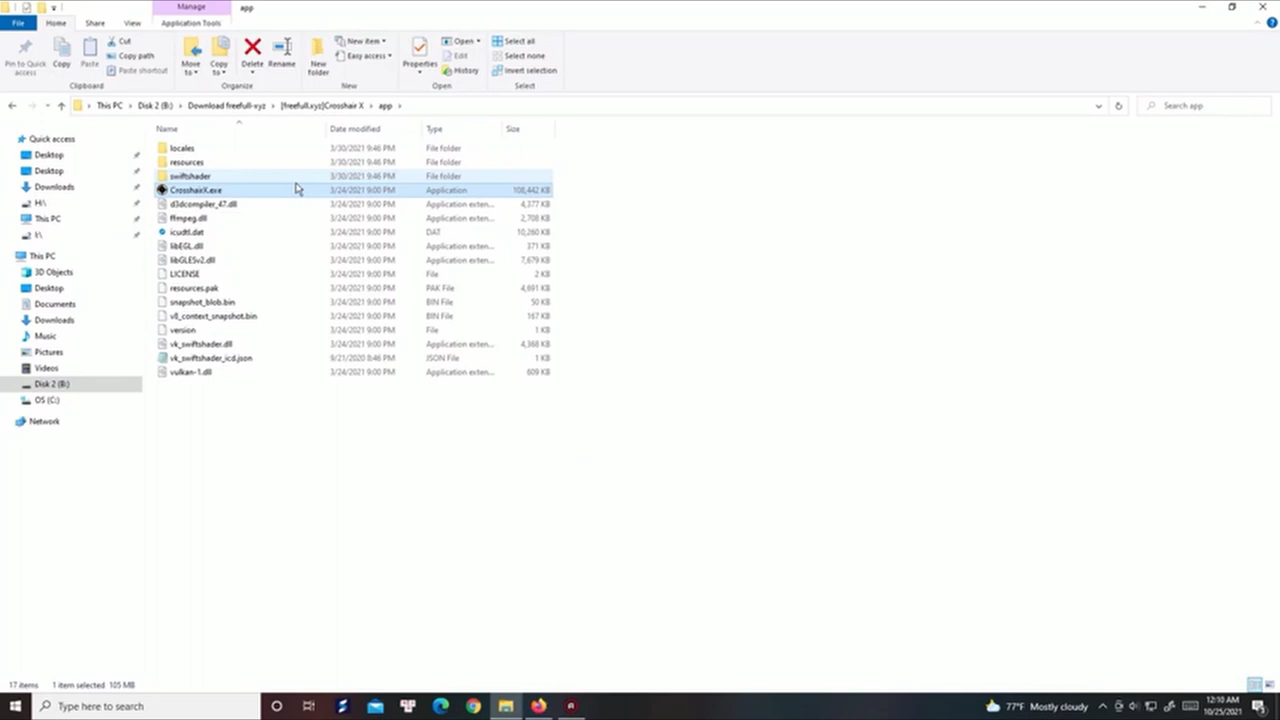 Manage
app
File
Home
Share
View
Application Tools
Pin to Quick access
Copy
Paste
Cut
Copy path
Paste shortcut
Clipboard
Move to
Copy to
Delete
Rename
Organize
New folder
New item
Easy access
New
Properties
Open
Edit
History
Open
Select all
Select none
Invert selection
Select
This PC > Disk 2 (B:) > Download freefull-xyz > [freefull.xyz]Crosshair X > app >
Search app
Name Date modified Type Size
locales 3/30/2021 9:46 PM File folder
resources 3/30/2021 9:46 PM File folder
swiftshader 3/30/2021 9:46 PM File folder
CrosshairX.exe 3/24/2021 9:00 PM Application 108,442 KB
d3dcompiler_47.dll 3/24/2021 9:00 PM Application exten... 4,377 KB
ffmpeg.dll 3/24/2021 9:00 PM Application exten... 2,708 KB
icudtl.dat 3/24/2021 9:00 PM DAT 10,260 KB
libEGL.dll 3/24/2021 9:00 PM Application exten... 371 KB
libGLESv2.dll 3/24/2021 9:00 PM Application exten... 7,679 KB
LICENSE 3/24/2021 9:00 PM File 2 KB
resources.pak 3/24/2021 9:00 PM PAK File 4,691 KB
snapshot_blob.bin 3/24/2021 9:00 PM BIN File 50 KB
v8_context_snapshot.bin 3/24/2021 9:00 PM BIN File 167 KB
version 3/24/2021 9:00 PM File 1 KB
vk_swiftshader.dll 3/24/2021 9:00 PM Application exten... 4,368 KB
vk_swiftshader_icd.json 9/21/2020 8:46 PM JSON File 1 KB
vulkan-1.dll 3/24/2021 9:00 PM Application exten... 609 KB
Quick access
Desktop
Desktop
Downloads
H:\
This PC
I:\
This PC
3D Objects
Desktop
Documents
Downloads
Music
Pictures
Videos
Disk 2 (B:)
OS (C:)
Network
17 items 1 item selected 105 MB
Type here to search
77°F Mostly cloudy
12:10 AM
10/25/2021